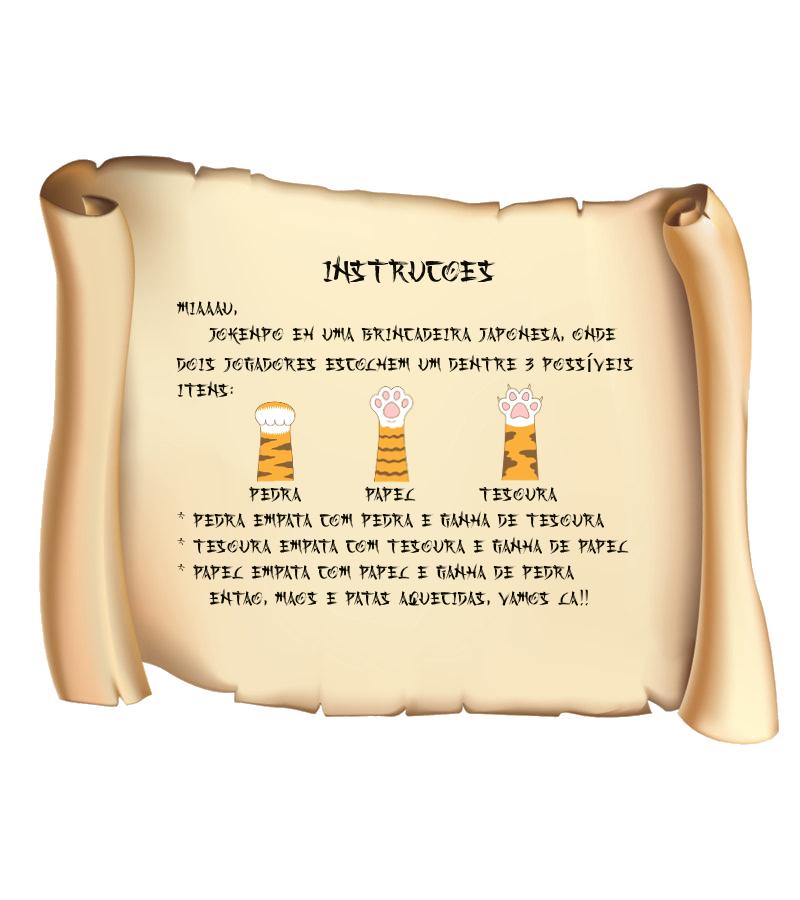 INSTRUCOES
MIAAAU,
JOKENPO EH UMA BRINCADEIRA JAPONESA, ONDE
DOIS JOGADORES ESCOLHEM UM DENTRE 3 POSSÍVEIS
ITENS:
PEDRA PAPEL TESOURA
* PEDRA EMPATA COM PEDRA E GANHA DE TESOURA
* TESOURA EMPATA COM TESOURA E GANHA DE PAPEL
* PAPEL EMPATA COM PAPEL E GANHA DE PEDRA
ENTAO, MAOS E PATAS AQUECIDAS, VAMOS LA!!